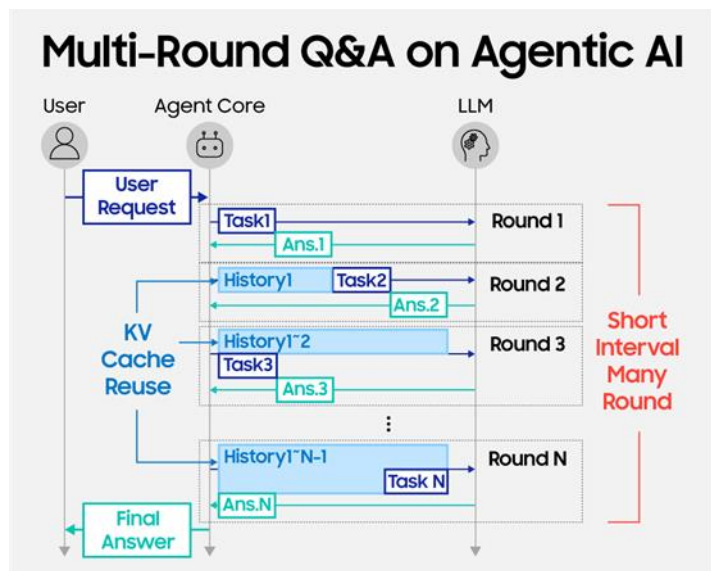 Multi-Round Q&A on Agentic AI
User
Agent Core
LLM
User
Request
Task1
Round 1
Ans.1
History1
Task2
Round 2
Ans.2
KV
Cache
Reuse
History1~2
Round 3
Task3
Ans.3
Short
Interval
Many
Round
⋮
History1~N-1
Round N
Task N
Ans.N
Final
Answer